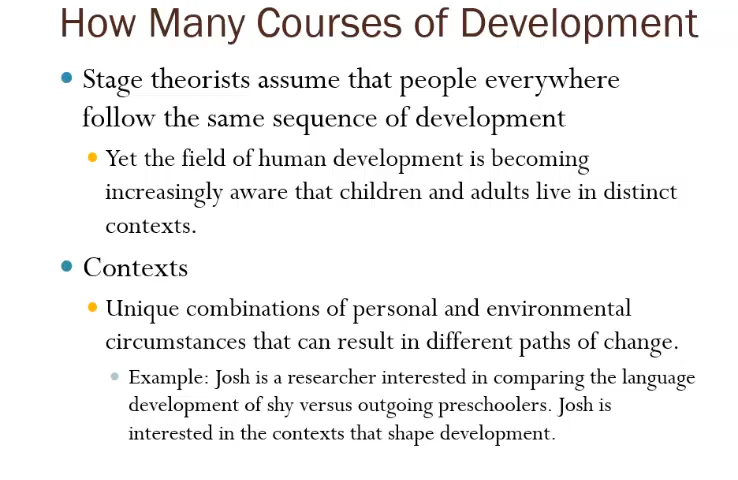 How Many Courses of Development
Stage theorists assume that people everywhere
follow the same sequence of development
Yet the field of human development is becoming
increasingly aware that children and adults live in distinct
contexts.
Contexts
Unique combinations of personal and environmental
circumstances that can result in different paths of change.
Example: Josh is a researcher interested in comparing the language
development of shy versus outgoing preschoolers. Josh is
interested in the contexts that shape development.